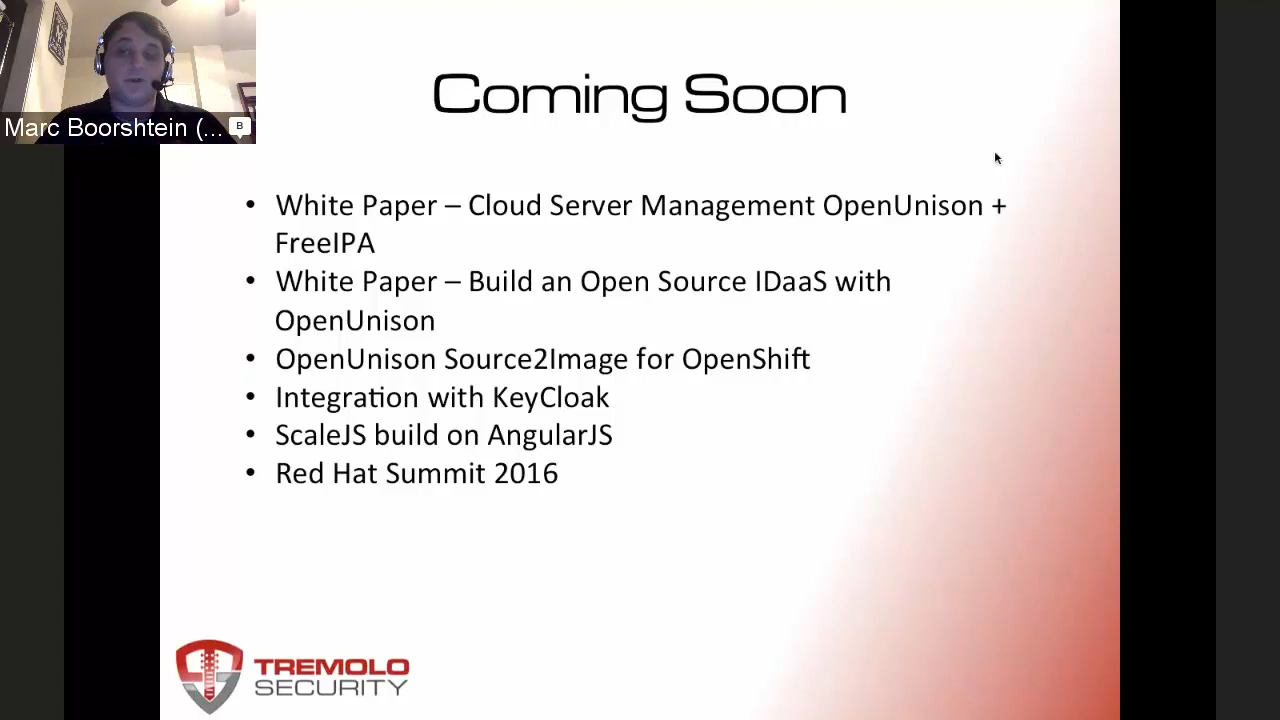 Marc Boorshtein (...
B
Coming Soon
• White Paper – Cloud Server Management OpenUnison +
FreeIPA
• White Paper – Build an Open Source IDaaS with
OpenUnison
• OpenUnison Source2Image for OpenShift
• Integration with KeyCloak
• ScaleJS build on AngularJS
• Red Hat Summit 2016
TREMOLO
SECURITY